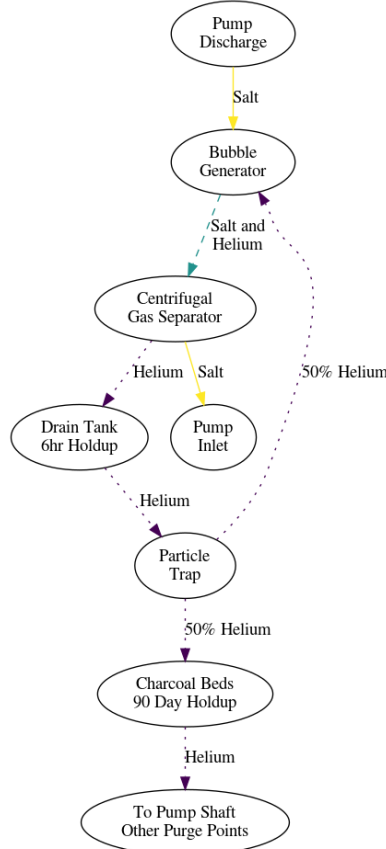 Pump
Discharge
Salt
Bubble
Generator
Salt and
Helium
Centrifugal
Gas Separator
Helium
Salt
50% Helium
Drain Tank
6hr Holdup
Pump
Inlet
Helium
Particle
Trap
50% Helium
Charcoal Beds
90 Day Holdup
Helium
To Pump Shaft
Other Purge Points